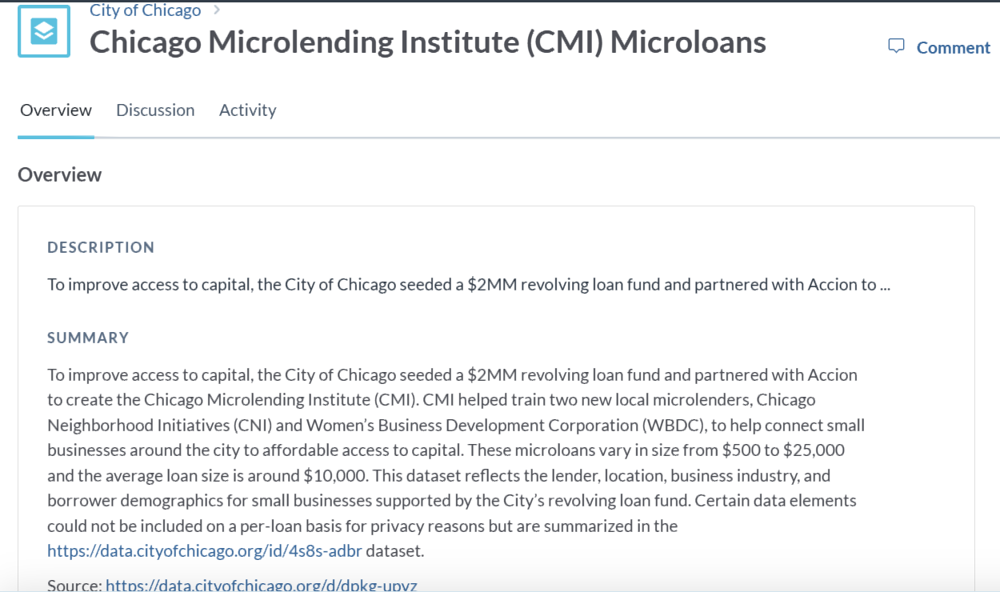 City of Chicago
Chicago Microlending Institute (CMI) Microloans
Comment
Overview Discussion Activity
Overview
DESCRIPTION
To improve access to capital, the City of Chicago seeded a $2MM revolving loan fund and partnered with Accion to ...
SUMMARY
To improve access to capital, the City of Chicago seeded a $2MM revolving loan fund and partnered with Accion
to create the Chicago Microlending Institute (CMI). CMI helped train two new local microlenders, Chicago
Neighborhood Initiatives (CNI) and Women’s Business Development Corporation (WBDC), to help connect small
businesses around the city to affordable access to capital. These microloans vary in size from $500 to $25,000
and the average loan size is around $10,000. This dataset reflects the lender, location, business industry, and
borrower demographics for small businesses supported by the City’s revolving loan fund. Certain data elements
could not be included on a per-loan basis for privacy reasons but are summarized in the
https://data.cityofchicago.org/id/4s8s-adbr dataset.
Source: https://data.cityofchicago.org/d/dpkg-upyz